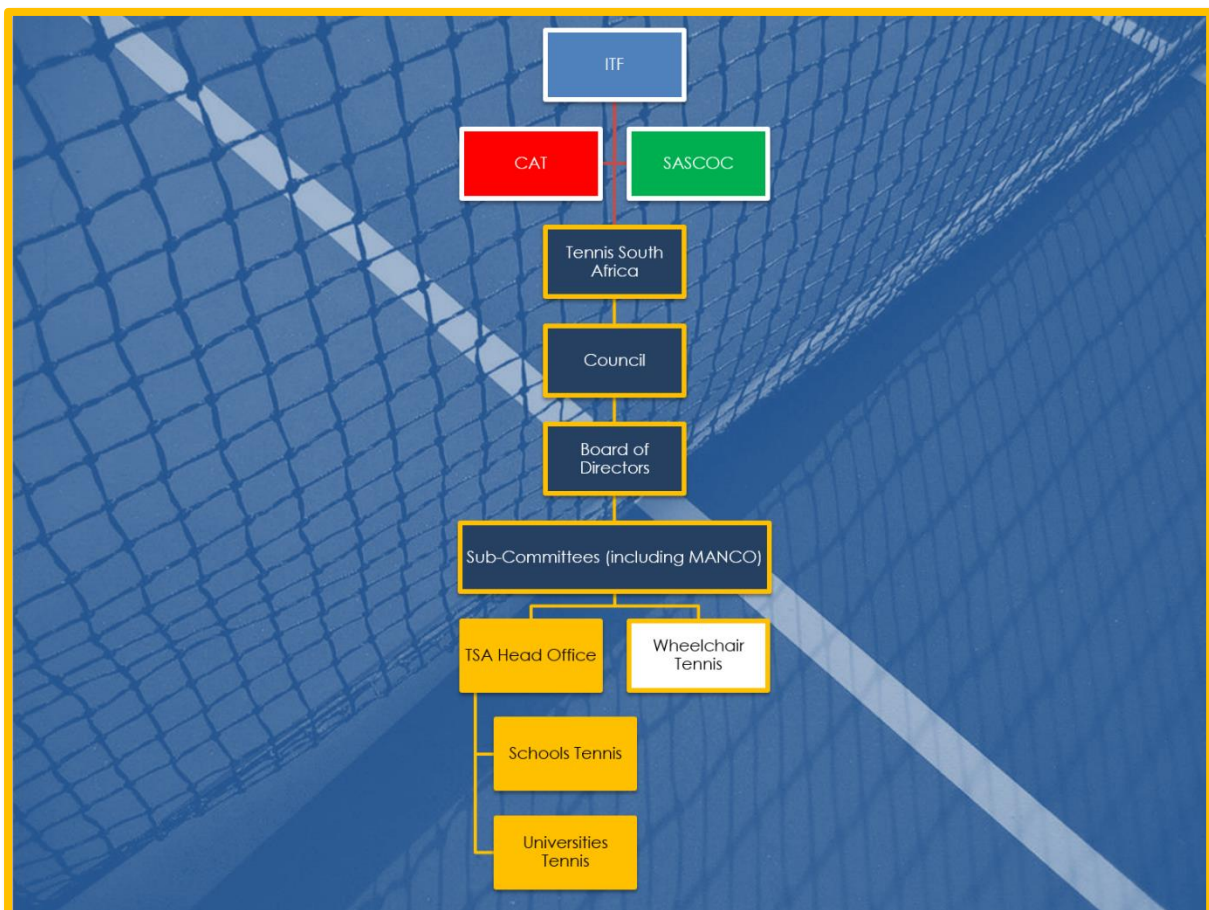 ITF
CAT
SASCOC
Tennis South
Africa
Council
Board of
Directors
Sub-Committees (including MANCO)
TSA Head Office
Wheelchair
Tennis
Schools Tennis
Universities
Tennis